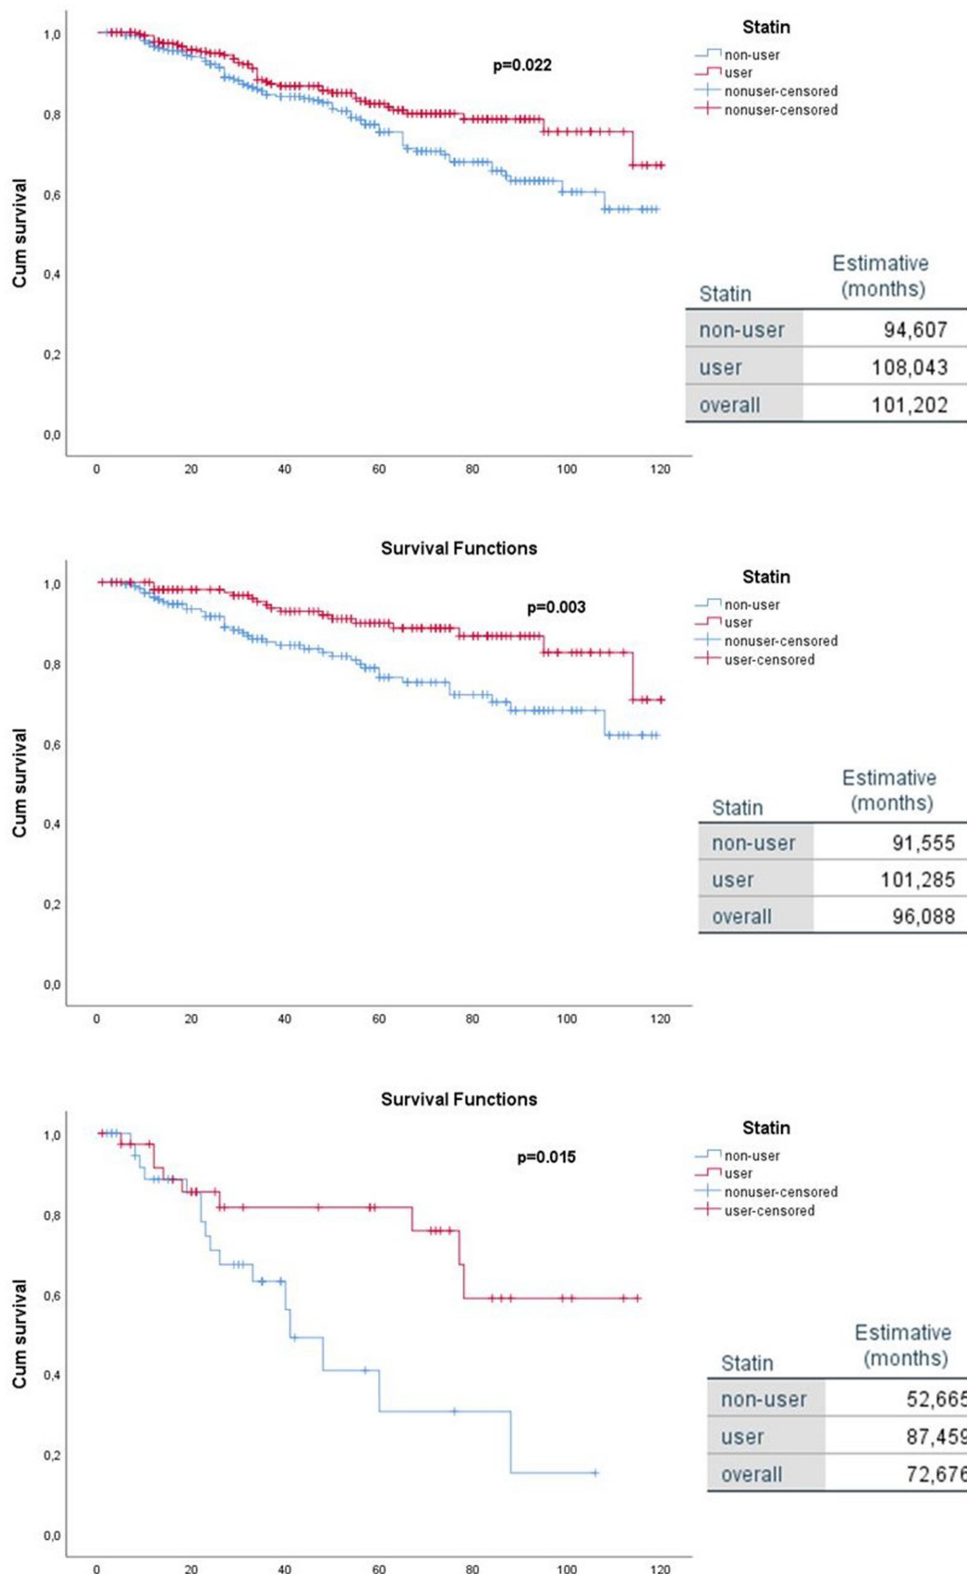 Statin
non-user
user
nonuser-censored
nonuser-censored
p=0.022
Cum survival
1,0
0,8
0,6
0,4
0,2
0,0
0 20 40 60 80 100 120
Statin Estimative (months)
non-user 94,607
user 108,043
overall 101,202
Survival Functions
Statin
non-user
user
nonuser-censored
user-censored
p=0.003
Cum survival
1,0
0,8
0,6
0,4
0,2
0,0
0 20 40 60 80 100 120
Statin Estimative (months)
non-user 91,555
user 101,285
overall 96,088
Survival Functions
Statin
non-user
user
nonuser-censored
user-censored
p=0.015
Cum survival
1,0
0,8
0,6
0,4
0,2
0,0
0 20 40 60 80 100 120
Statin Estimative (months)
non-user 52,665
user 87,459
overall 72,676